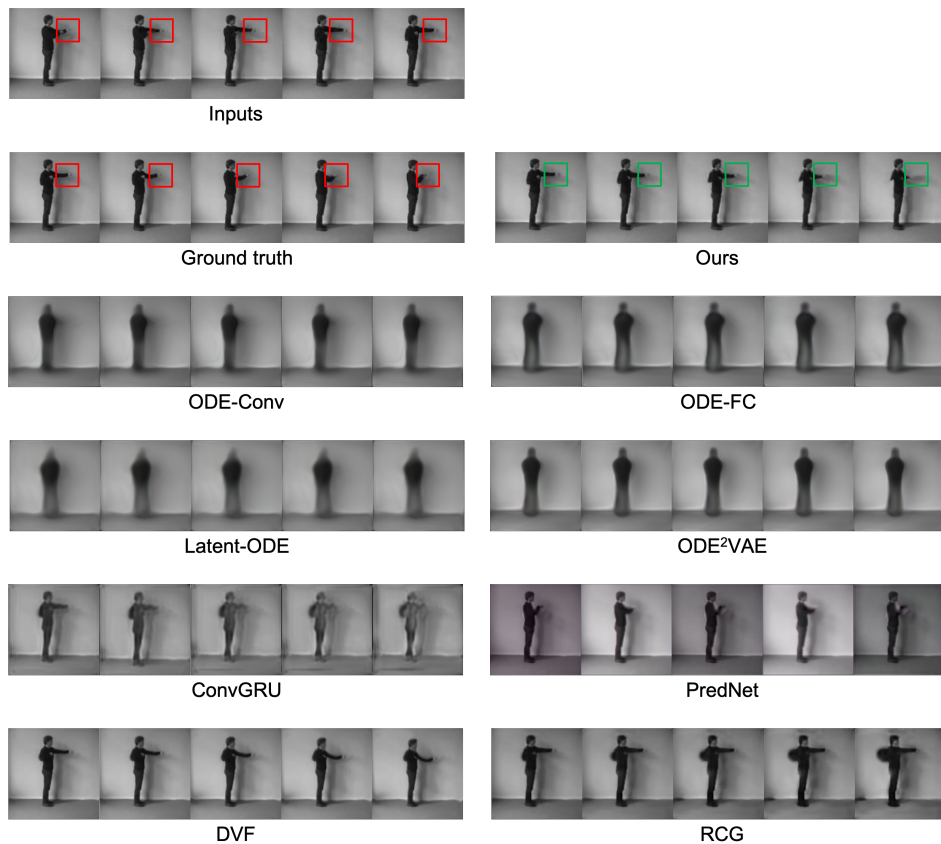 Inputs
Ground truth
Ours
ODE-Conv
ODE-FC
Latent-ODE
ODE²VAE
ConvGRU
PredNet
DVF
RCG